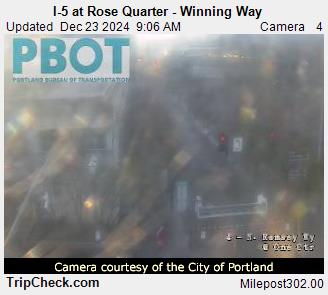 I-5 at Rose Quarter - Winning Way
Updated Dec 23 2024 9:06 AM Camera 4
PBOT
PORTLAND BUREAU OF TRANSPORTATION
Camera courtesy of the City of Portland
TripCheck.com Milepost302.00